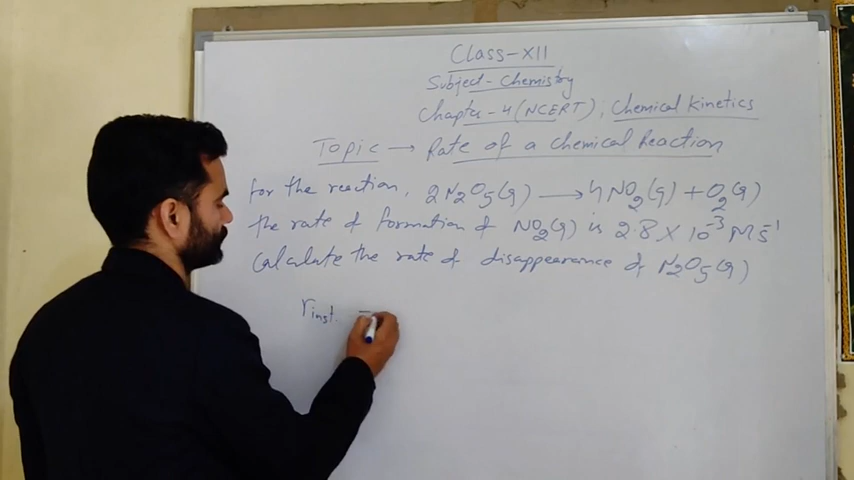 Class-XII
Subject-Chemistry
Chapter-4(NCERT), Chemical kinetics
Topic → Rate of a chemical Reaction
for the reaction, 2N2O5(g) → 4NO2(g) + O2(g)
the rate of formation of NO2(g) is 2.8 X 10⁻³ M s⁻¹
Calculate the rate of disappearance of N2O5(g)
rinst. =